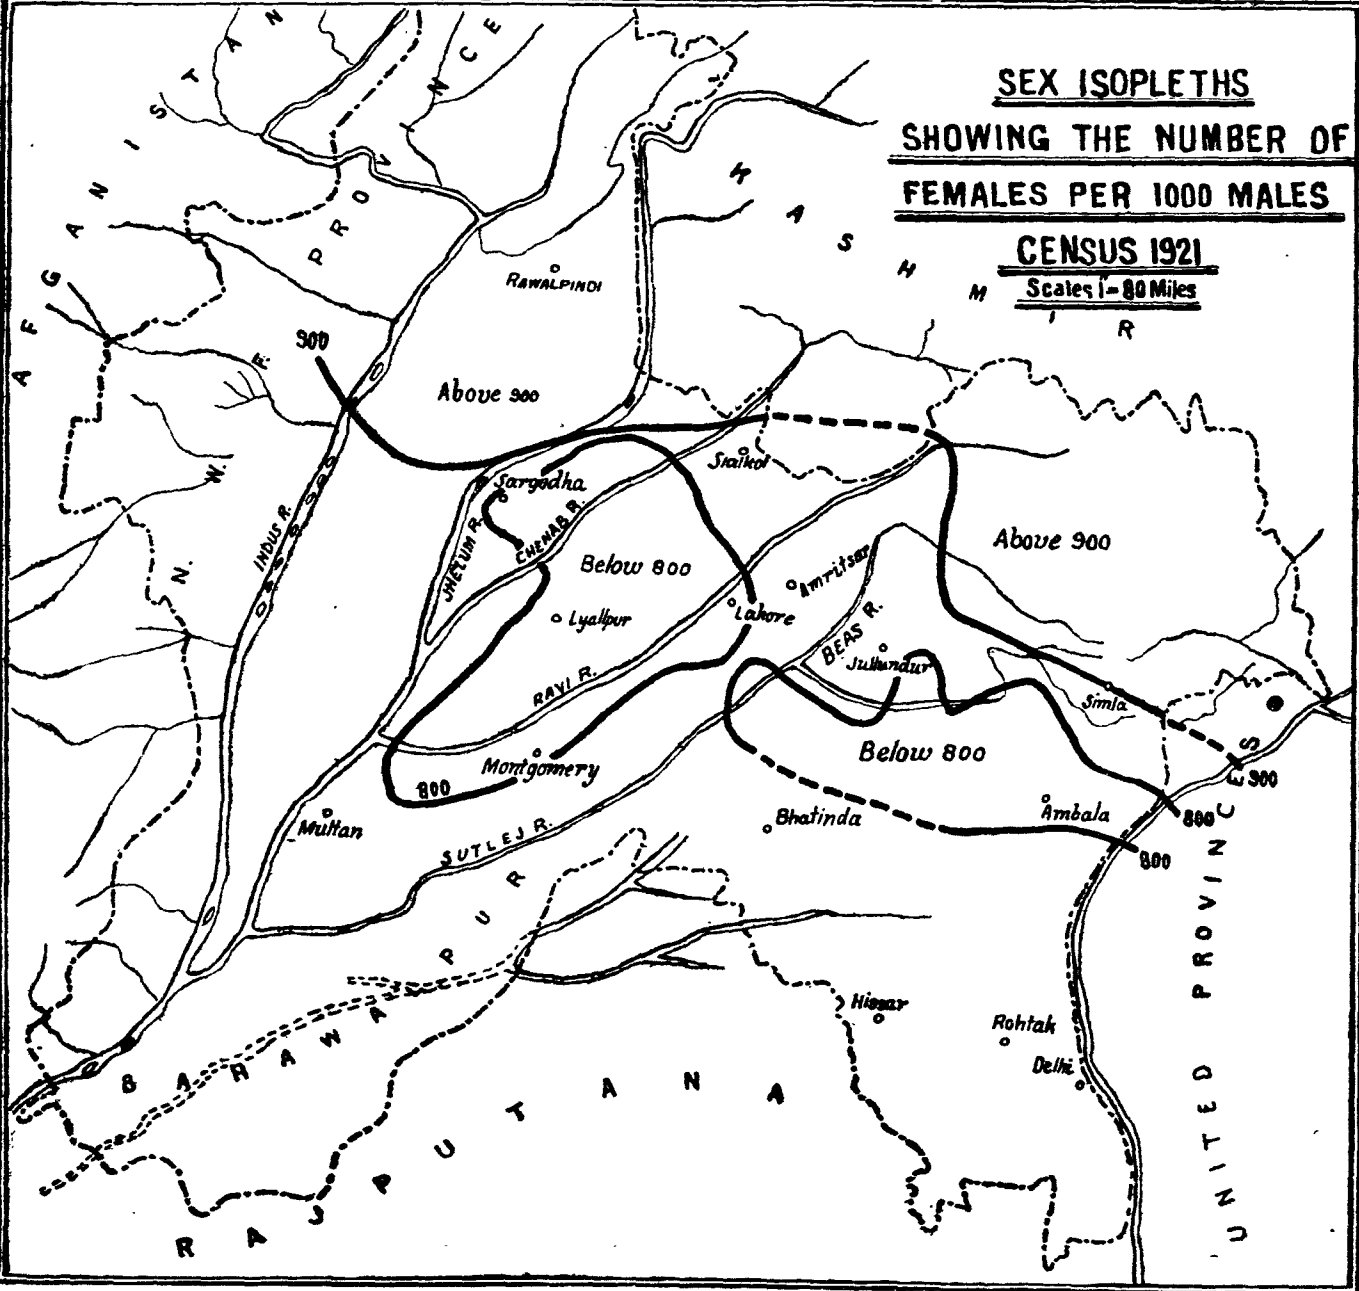 SEX ISOPLETHS
SHOWING THE NUMBER OF
FEMALES PER 1000 MALES
CENSUS 1921
Scales 1"=80 Miles
AFGANISTAN
N. W. F. PROVINCE
KASHMIR
RAWALPINDI
900
Above 900
Sialkot
Sargodha
INDUS R.
JHELUM R.
CHENAB R.
Below 800
Above 900
Amritsar
Lyallpur
Lahore
BEAS R.
Jullundur
RAVI R.
Simla
Montgomery
800
Below 800
900
Multan
Bhatinda
Ambala
800
800
SUTLEJ R.
BARAWAPUR
Hissar
Rohtak
Delhi
UNITED PROVINCES
RAJPUTANA